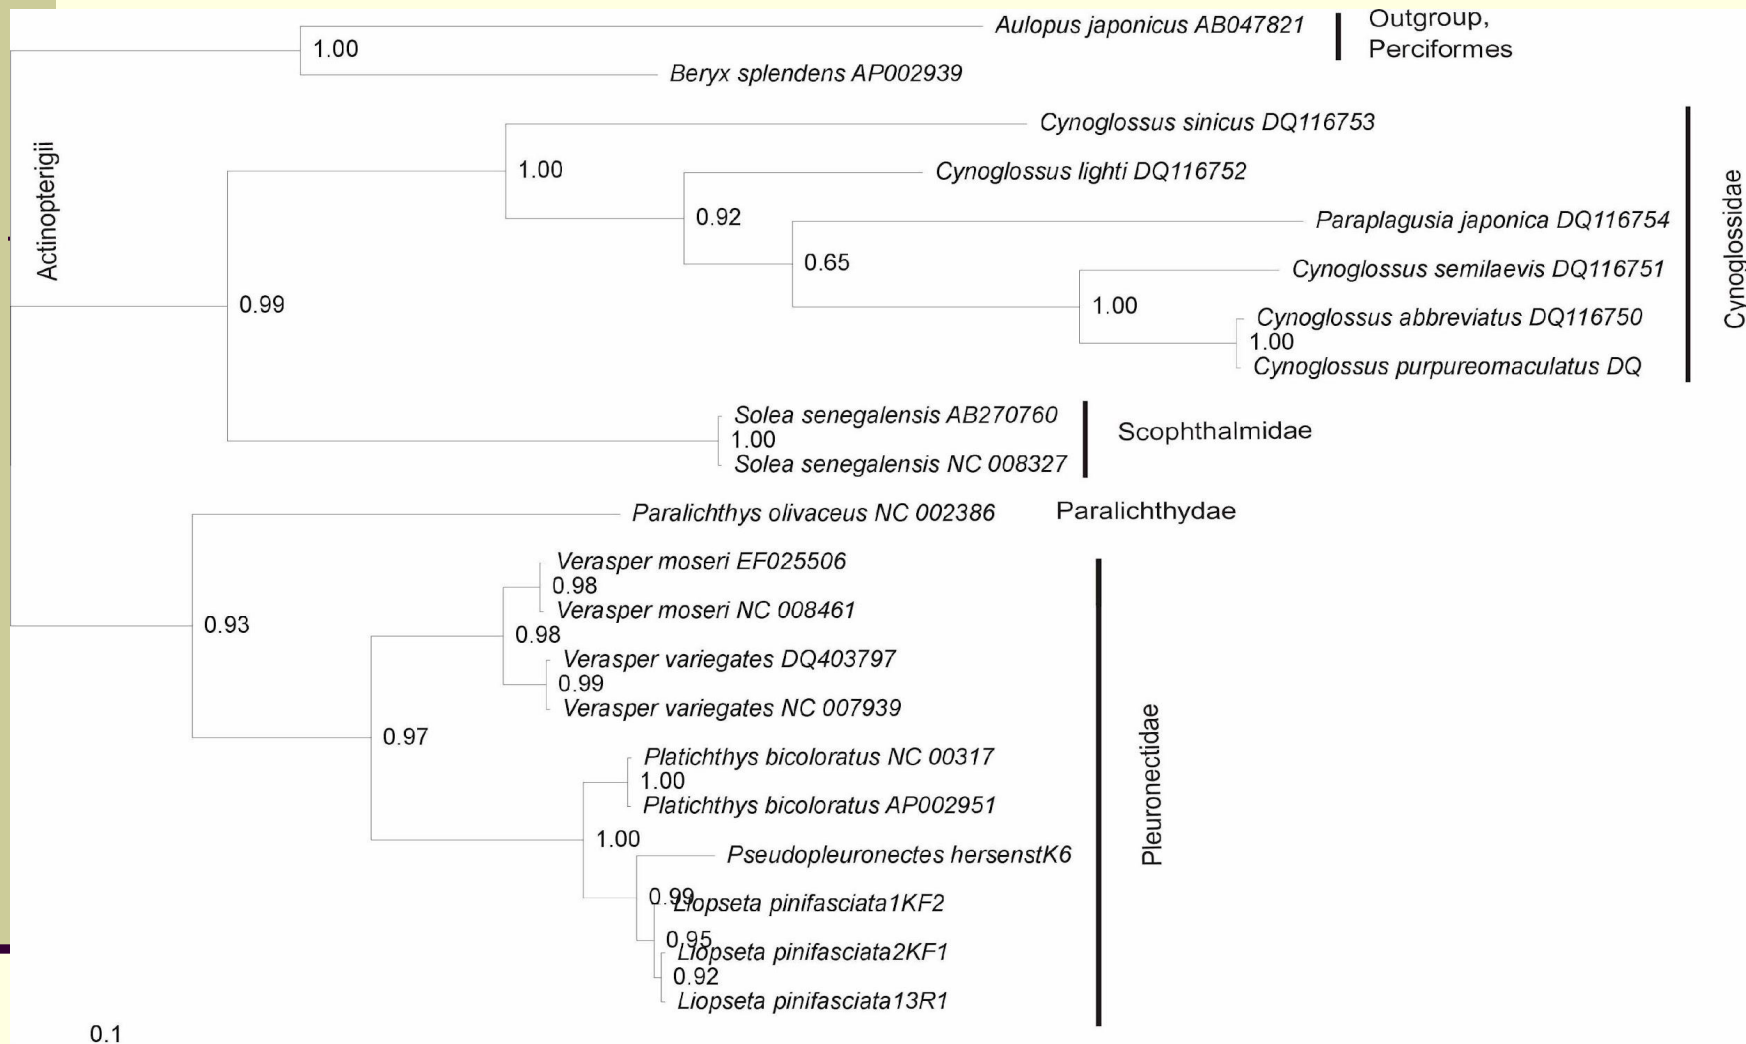 Aulopus japonicus AB047821
Outgroup,
Perciformes
1.00
Beryx splendens AP002939
Actinopterigii
Cynoglossus sinicus DQ116753
1.00
Cynoglossus lighti DQ116752
0.92
Paraplagusia japonica DQ116754
0.65
Cynoglossus semilaevis DQ116751
0.99
1.00
Cynoglossus abbreviatus DQ116750
1.00
Cynoglossus purpureomaculatus DQ
Cynoglossidae
Solea senegalensis AB270760
1.00
Solea senegalensis NC 008327
Scophthalmidae
Paralichthys olivaceus NC 002386
Paralichthydae
Verasper moseri EF025506
0.98
Verasper moseri NC 008461
0.93
0.98
Verasper variegates DQ403797
0.99
Verasper variegates NC 007939
0.97
Platichthys bicoloratus NC 00317
1.00
Platichthys bicoloratus AP002951
1.00
Pseudopleuronectes herzenstK6
0.99
Liopseta pinifasciata1KF2
0.95
Liopseta pinifasciata2KF1
0.92
Liopseta pinifasciata13R1
Pleuronectidae
0.1